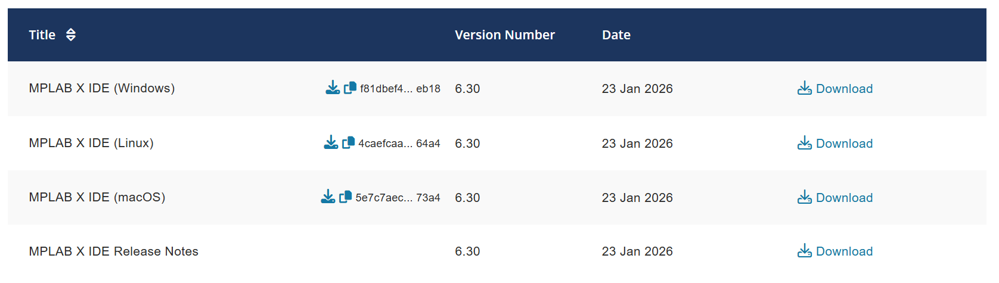 Title Version Number Date
MPLAB X IDE (Windows) f81dbef4... eb18 6.30 23 Jan 2026 Download
MPLAB X IDE (Linux) 4caefcaa... 64a4 6.30 23 Jan 2026 Download
MPLAB X IDE (macOS) 5e7c7aec... 73a4 6.30 23 Jan 2026 Download
MPLAB X IDE Release Notes 6.30 23 Jan 2026 Download